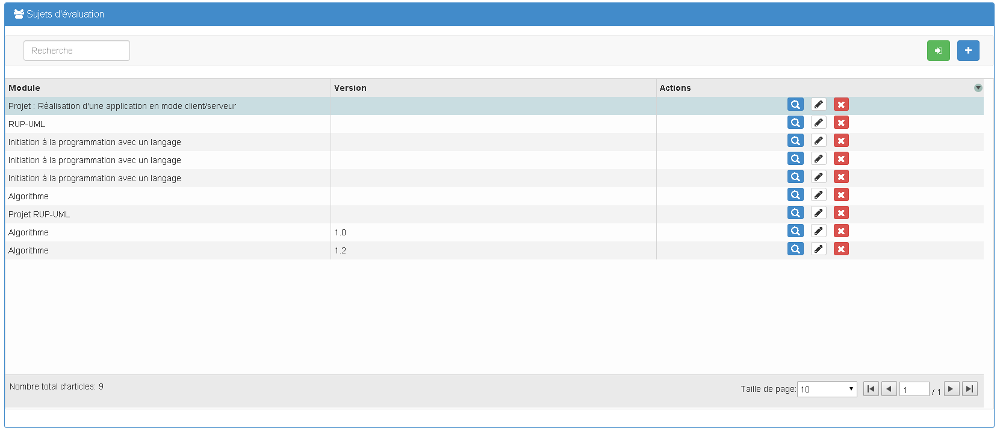 Sujets d'évaluation
Recherche
Module Version Actions
Projet : Réalisation d'une application en mode client/serveur
RUP-UML
Initiation à la programmation avec un langage
Initiation à la programmation avec un langage
Initiation à la programmation avec un langage
Algorithme
Projet RUP-UML
Algorithme 1.0
Algorithme 1.2
Nombre total d'articles: 9 Taille de page: 10 1 / 1